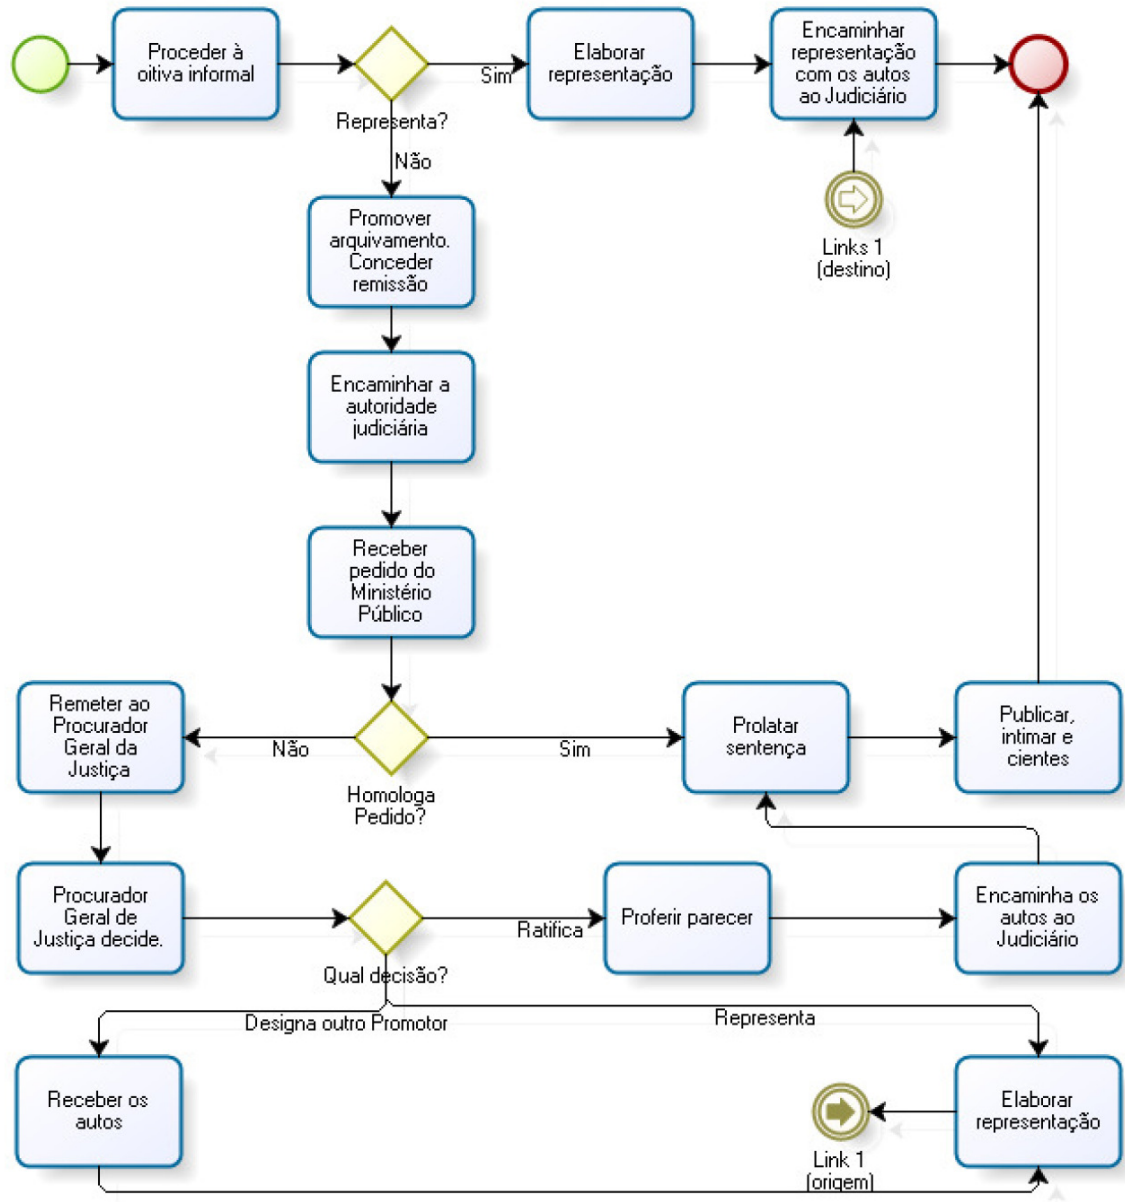 Proceder à
oitiva informal
Representa?
Sim
Elaborar
representação
Encaminhar
representação
com os autos
ao Judiciário
Não
Links 1
(destino)
Promover
arquivamento.
Conceder
remissão
Encaminhar a
autoridade
judiciária
Receber
pedido do
Ministério
Público
Remeter ao
Procurador
Geral da
Justiça
Não
Homologa
Pedido?
Sim
Prolatar
sentença
Publicar,
intimar e
cientes
Procurador
Geral de
Justiça decide.
Qual decisão?
Ratifica
Proferir parecer
Encaminha os
autos ao
Judiciário
Designa outro Promotor
Representa
Receber os
autos
Link 1
(origem)
Elaborar
representação